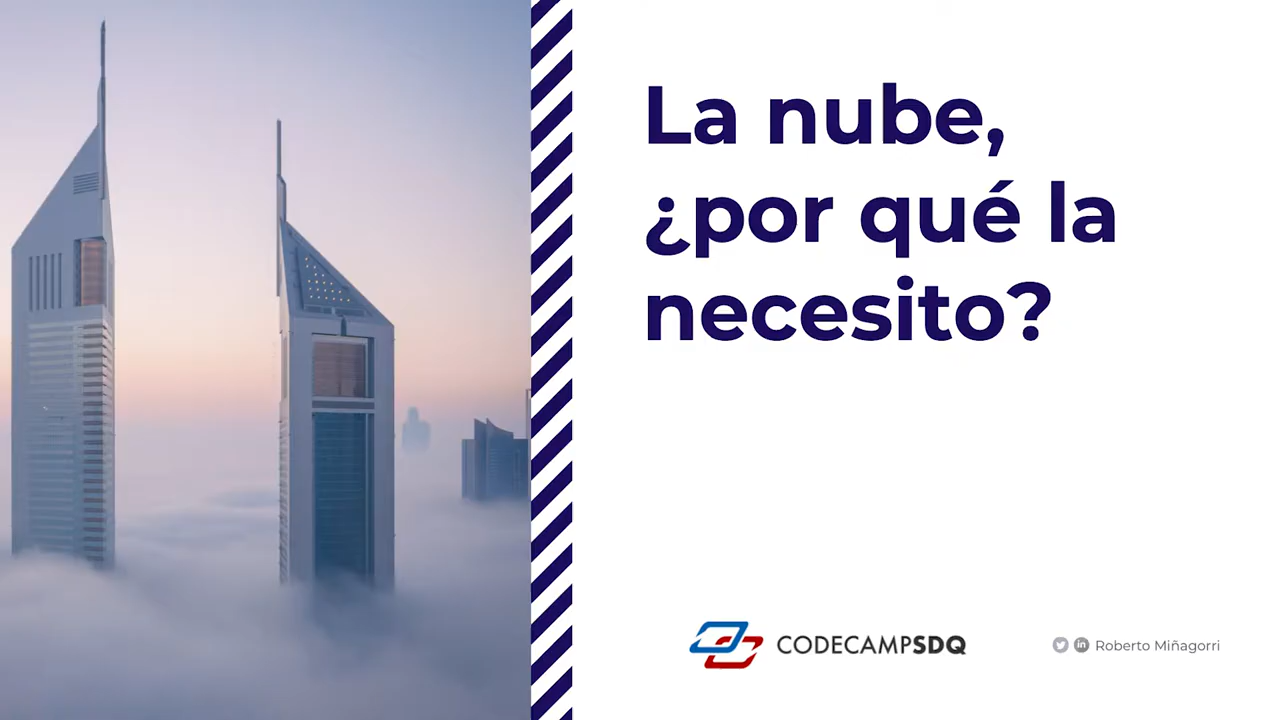 La nube,
¿por qué la
necesito?
CODECAMPSDQ
Roberto Miñagorri